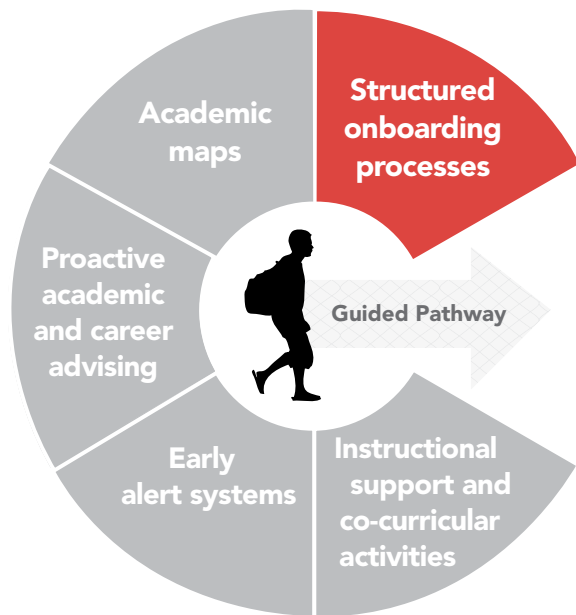 Structured
onboarding
processes
Academic
maps
Proactive
academic
and career
advising
Guided Pathway
Early
alert systems
Instructional
support and
co-curricular
activities